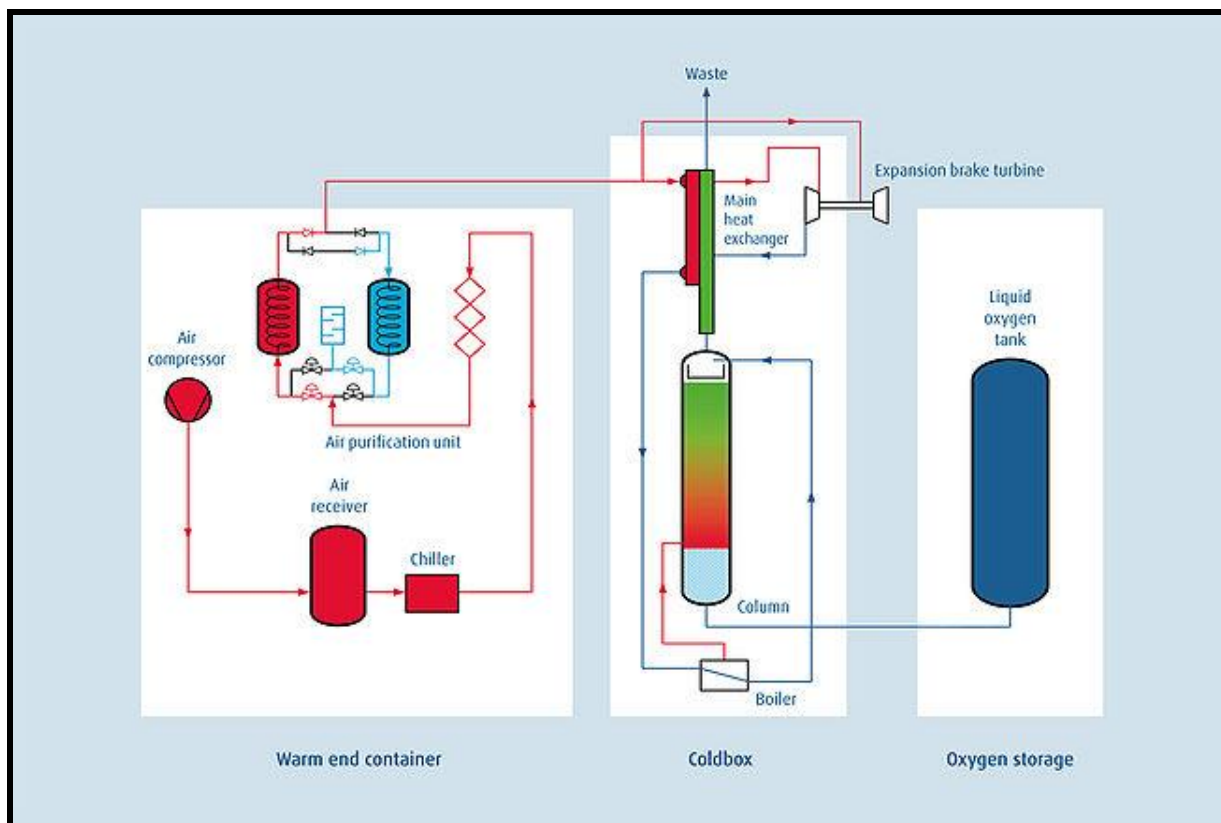 Waste
Expansion brake turbine
Main
heat
exchanger
Liquid
oxygen
tank
Air
compressor
Air purification unit
Air
receiver
Chiller
Column
Boiler
Warm end container
Coldbox
Oxygen storage